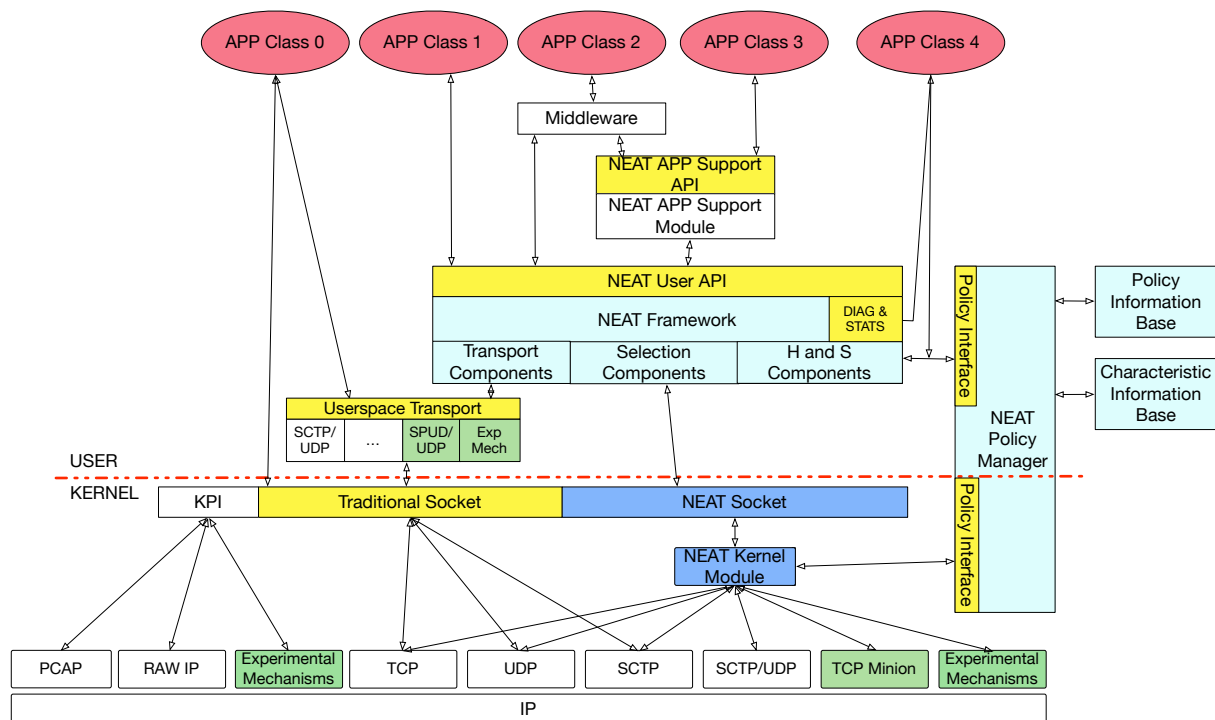 APP Class 0
APP Class 1
APP Class 2
APP Class 3
APP Class 4
Middleware
NEAT APP Support
API
NEAT APP Support
Module
NEAT User API
NEAT Framework
DIAG &
STATS
Transport
Components
Selection
Components
H and S
Components
Policy Interface
NEAT
Policy
Manager
Policy
Information
Base
Characteristic
Information
Base
Userspace Transport
SCTP/
UDP
...
SPUD/
UDP
Exp
Mech
USER
KERNEL
KPI
Traditional Socket
NEAT Socket
Policy Interface
NEAT Kernel
Module
PCAP
RAW IP
Experimental
Mechanisms
TCP
UDP
SCTP
SCTP/UDP
TCP Minion
Experimental
Mechanisms
IP